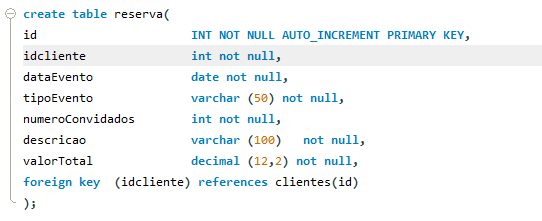 create table reserva(
id INT NOT NULL AUTO_INCREMENT PRIMARY KEY,
idcliente int not null,
dataEvento date not null,
tipoEvento varchar (50) not null,
numeroConvidados int not null,
descricao varchar (100) not null,
valorTotal decimal (12,2) not null,
foreign key (idcliente) references clientes(id)
);